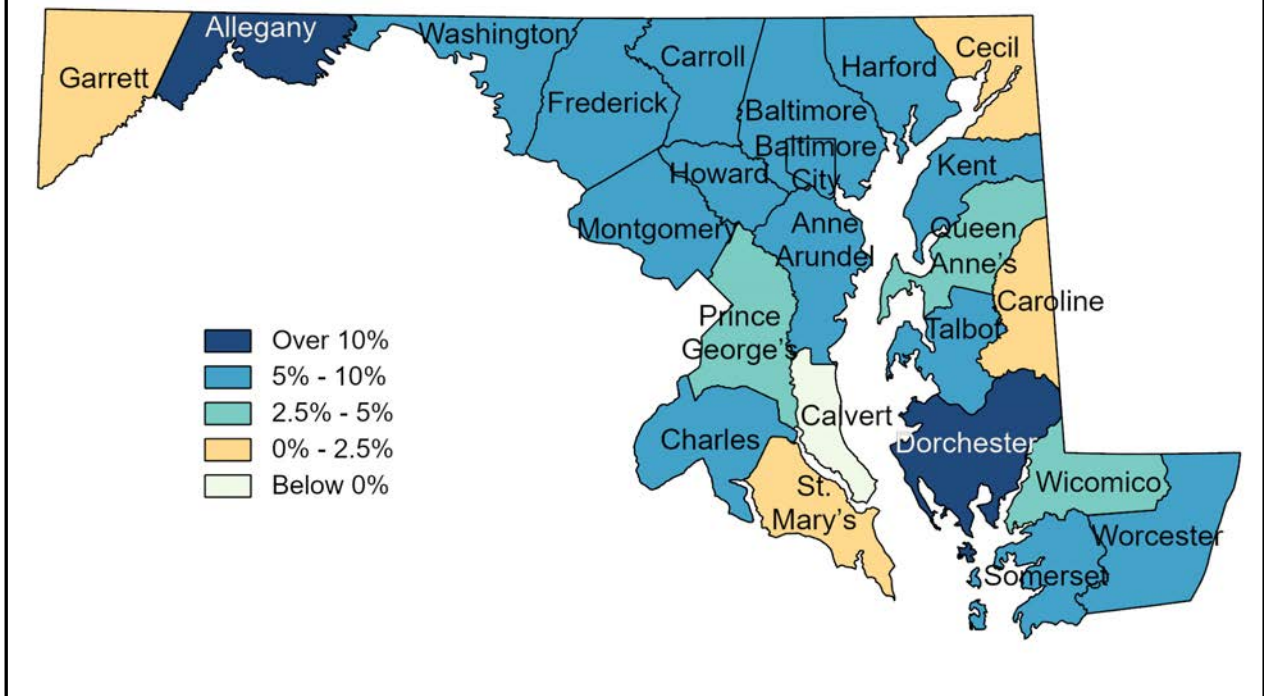 Allegany
Washington
Garrett
Frederick
Carroll
Baltimore
Harford
Cecil
Baltimore
City
Howard
Montgomery
Anne
Arundel
Kent
Queen
Anne's
Caroline
Talbot
Prince
George's
Over 10%
5% - 10%
2.5% - 5%
0% - 2.5%
Below 0%
Calvert
Charles
Dorchester
St.
Mary's
Wicomico
Worcester
Somerset